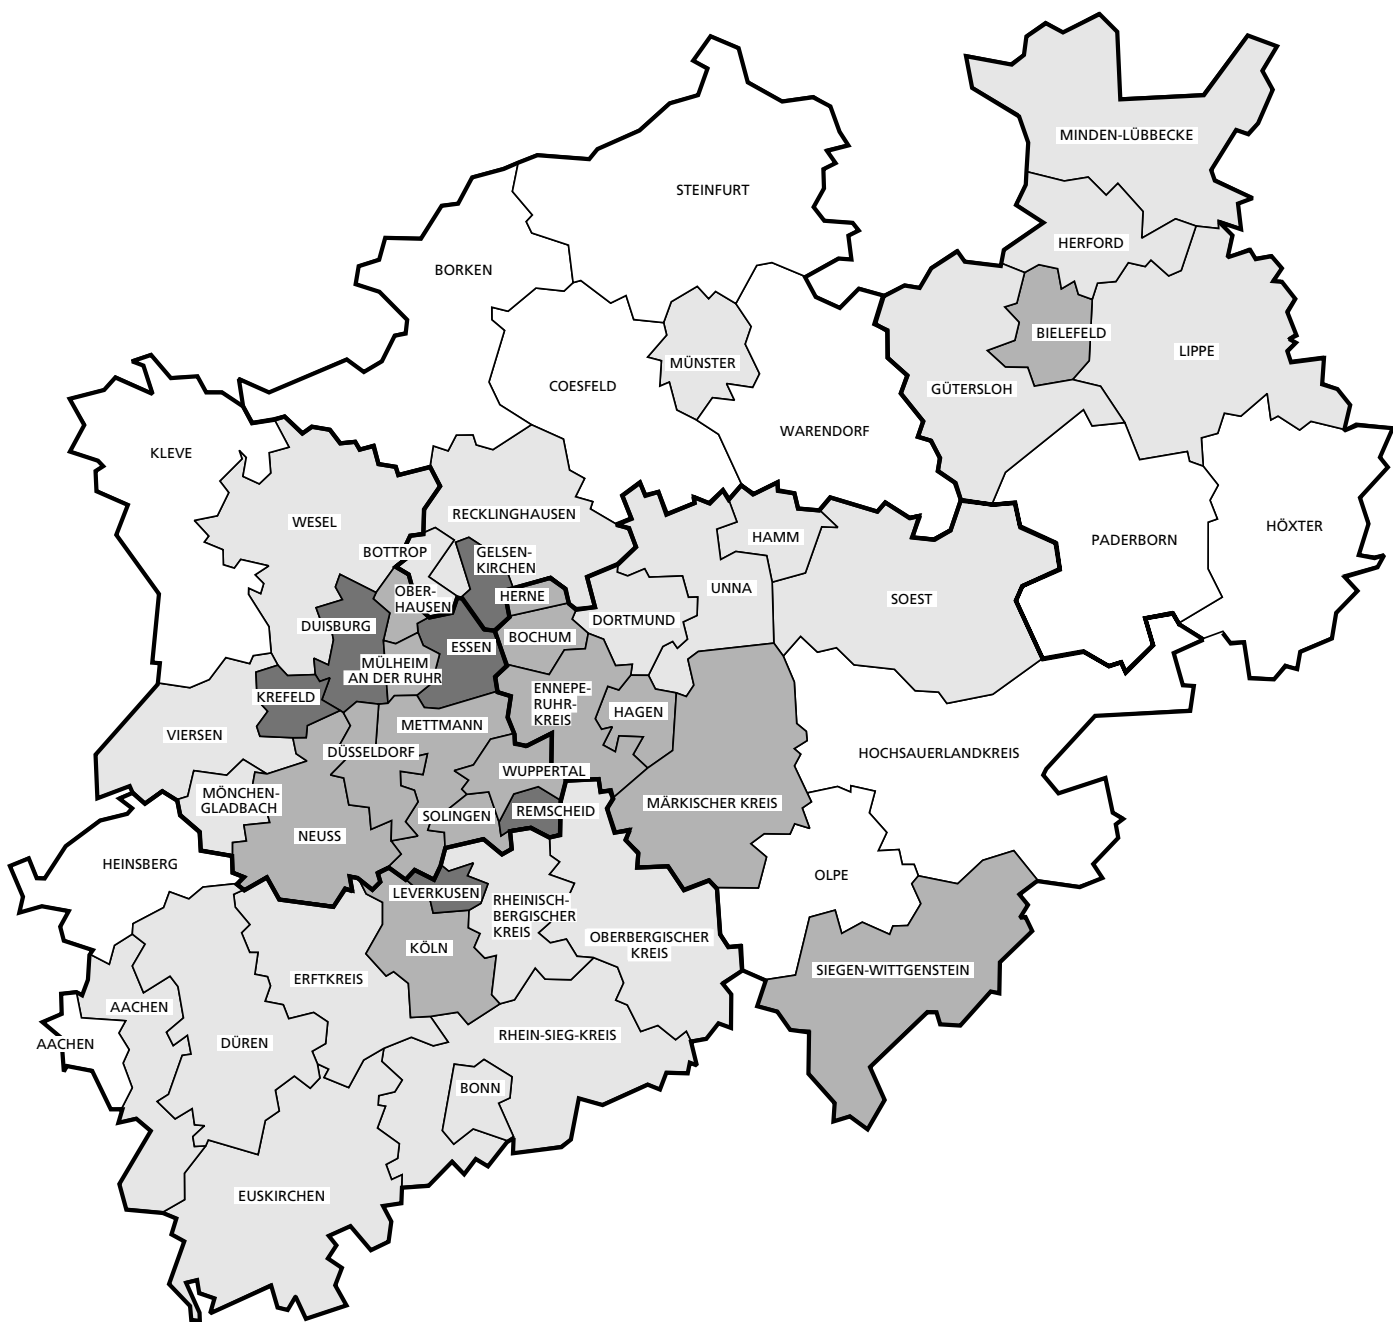 MINDEN-LÜBBECKE
STEINFURT
HERFORD
BORKEN
BIELEFELD
LIPPE
MÜNSTER
COESFELD
GÜTERSLOH
WARENDORF
KLEVE
WESEL
RECKLINGHAUSEN
HÖXTER
HAMM
PADERBORN
BOTTROP
GELSEN-
KIRCHEN
UNNA
OBER-
HAUSEN
HERNE
SOEST
DUISBURG
DORTMUND
BOCHUM
ESSEN
MÜLHEIM
AN DER RUHR
KREFELD
ENNEPE-
RUHR-
KREIS
HAGEN
METTMANN
VIERSEN
DÜSSELDORF
HOCHSAUERLANDKREIS
WUPPERTAL
MÖNCHEN-
GLADBACH
MÄRKISCHER KREIS
SOLINGEN
REMSCHEID
NEUSS
HEINSBERG
OLPE
LEVERKUSEN
RHEINISCH-
BERGISCHER
KREIS
OBERBERGISCHER
KREIS
KÖLN
SIEGEN-WITTGENSTEIN
ERFTKREIS
AACHEN
RHEIN-SIEG-KREIS
AACHEN
DÜREN
BONN
EUSKIRCHEN